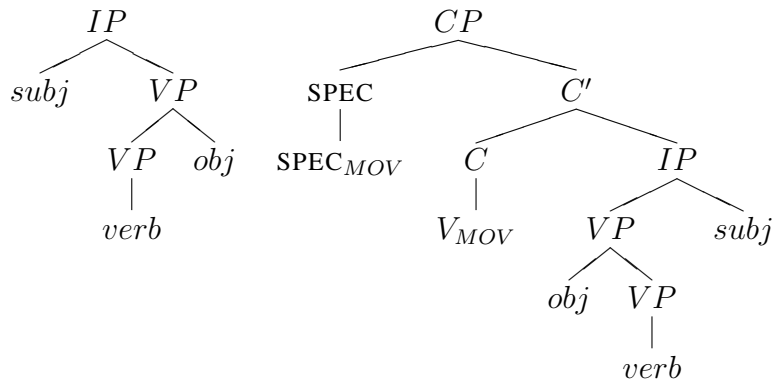 IP CP
subj VP SPEC C′
VP obj SPEC_MOV C IP
verb V_MOV VP subj
obj VP
verb